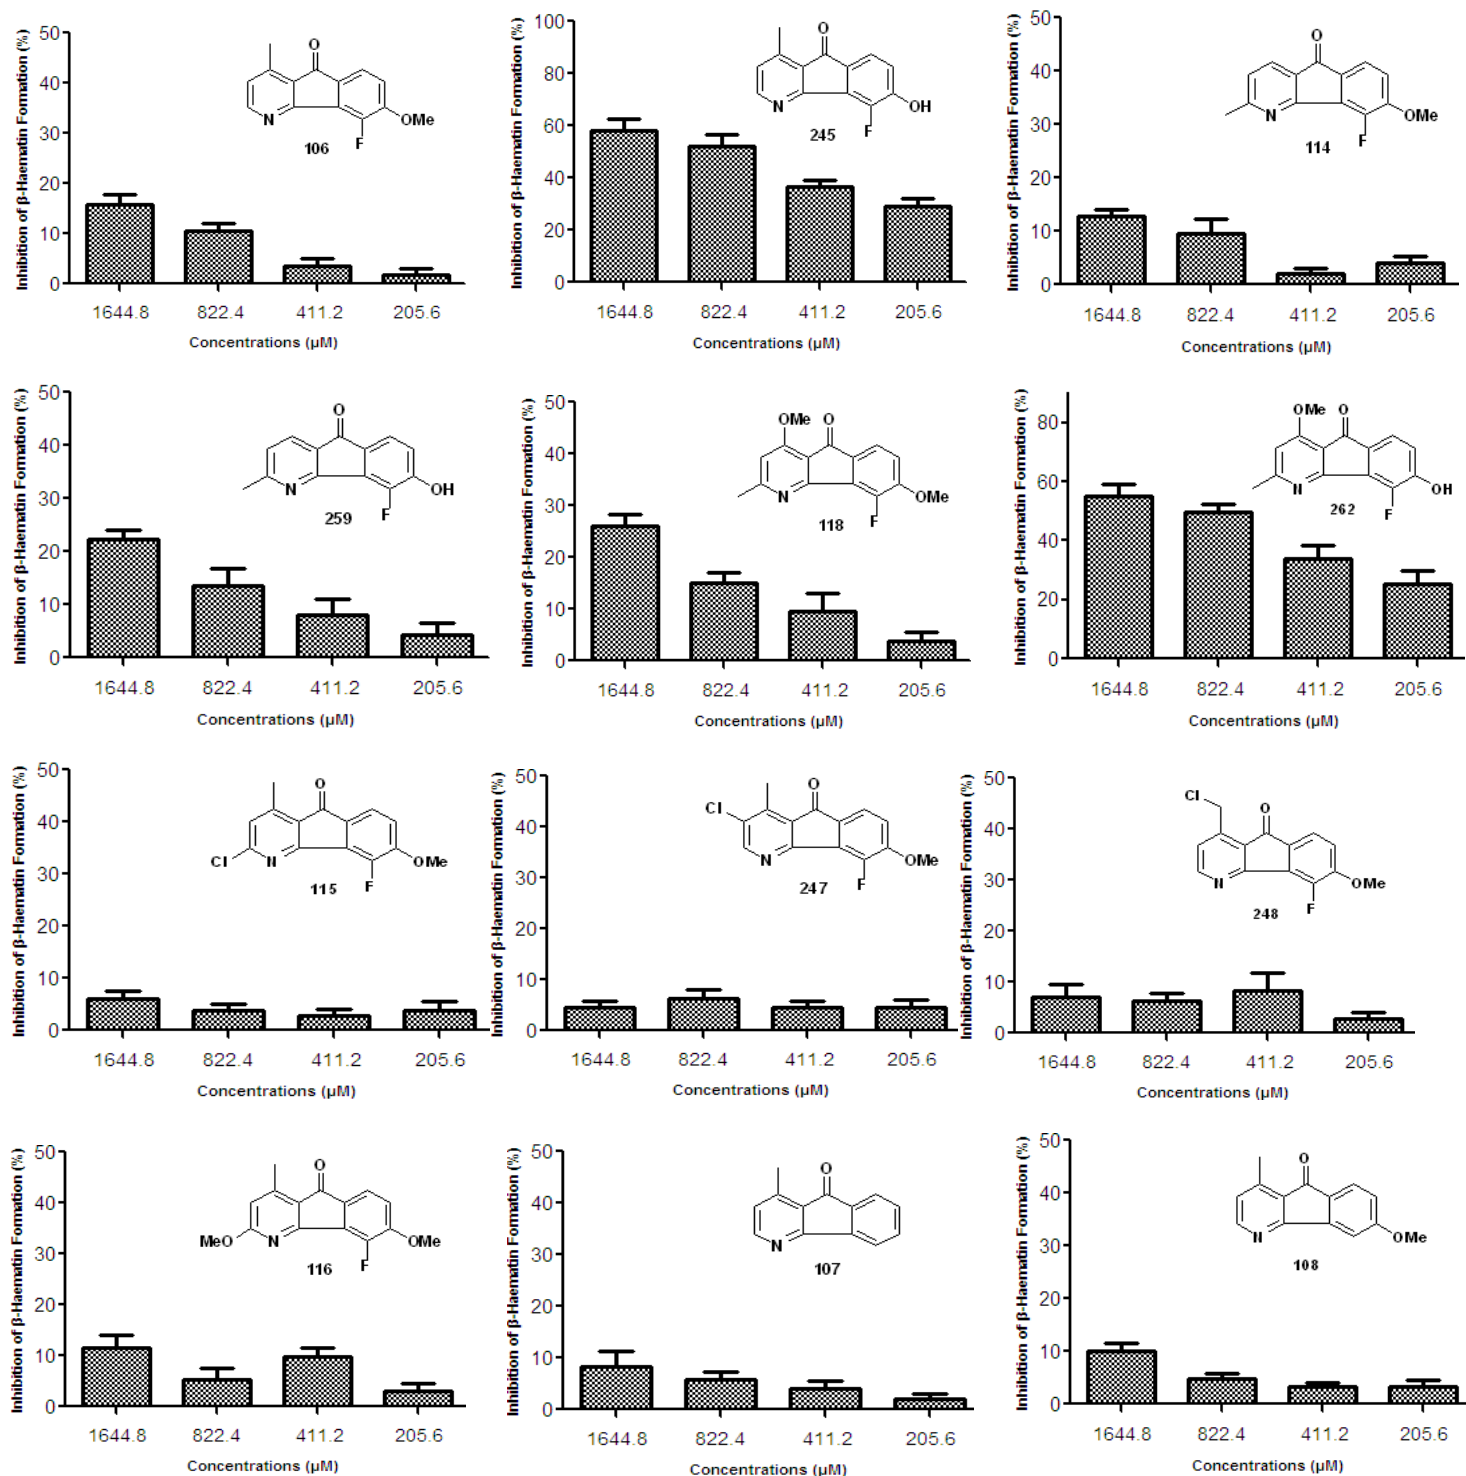 Inhibition of β-Haematin Formation (%)
50
40
30
20
10
0
O
N
F
OMe
106
1644.8 822.4 411.2 205.6
Concentrations (μM)
Inhibition of β-Haematin Formation (%)
100
80
60
40
20
0
O
N
F
OH
245
1644.8 822.4 411.2 205.6
Concentrations (μM)
Inhibition of β-Haematin Formation (%)
50
40
30
20
10
0
O
N
F
OMe
114
1644.8 822.4 411.2 205.6
Concentrations (μM)
Inhibition of β-Haematin Formation (%)
50
40
30
20
10
0
O
N
F
OH
259
1644.8 822.4 411.2 205.6
Concentrations (μM)
Inhibition of β-Haematin Formation (%)
50
40
30
20
10
0
OMe O
N
F
OMe
118
1644.8 822.4 411.2 205.6
Concentrations (μM)
Inhibition of β-Haematin Formation (%)
80
60
40
20
0
OMe O
N
F
OH
262
1644.8 822.4 411.2 205.6
Concentrations (μM)
Inhibition of β-Haematin Formation (%)
50
40
30
20
10
0
O
Cl N
F
OMe
115
1644.8 822.4 411.2 205.6
Concentrations (μM)
Inhibition of β-Haematin Formation (%)
50
40
30
20
10
0
Cl
O
N
F
OMe
247
1644.8 822.4 411.2 205.6
Concentrations (μM)
Inhibition of β-Haematin Formation (%)
50
40
30
20
10
0
Cl
O
N
F
OMe
248
1644.8 822.4 411.2 205.6
Concentrations (μM)
Inhibition of β-Haematin Formation (%)
50
40
30
20
10
0
O
MeO N
F
OMe
116
1644.8 822.4 411.2 205.6
Concentrations (μM)
Inhibition of β-Haematin Formation (%)
50
40
30
20
10
0
O
N
107
1644.8 822.4 411.2 205.6
Concentrations (μM)
Inhibition of β-Haematin Formation (%)
50
40
30
20
10
0
O
N
OMe
108
1644.8 822.4 411.2 205.6
Concentrations (μM)